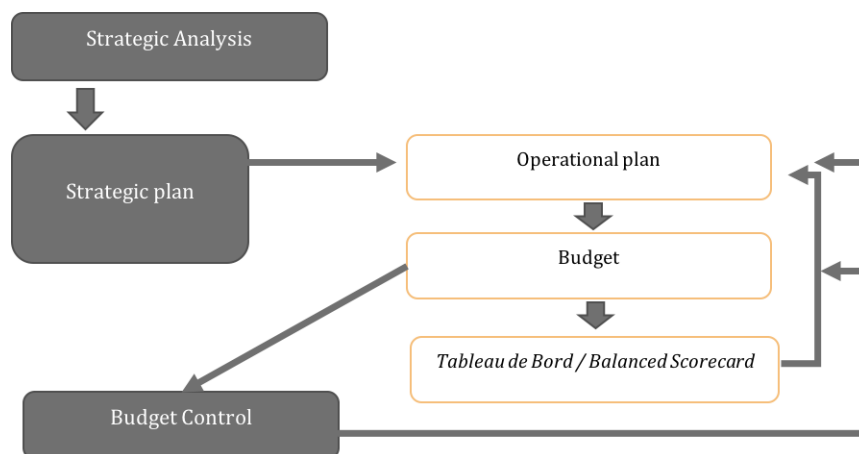 Strategic Analysis
Strategic plan
Operational plan
Budget
Tableau de Bord / Balanced Scorecard
Budget Control